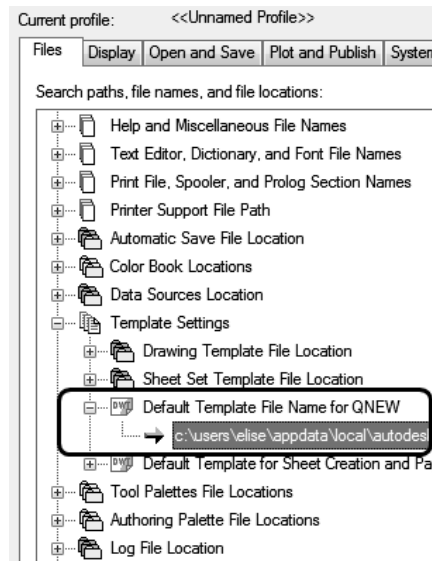 Current profile: <<Unnamed Profile>>
Files Display Open and Save Plot and Publish System
Search paths, file names, and file locations:
Help and Miscellaneous File Names
Text Editor, Dictionary, and Font File Names
Print File, Spooler, and Prolog Section Names
Printer Support File Path
Automatic Save File Location
Color Book Locations
Data Sources Location
Template Settings
Drawing Template File Location
Sheet Set Template File Location
DWT Default Template File Name for QNEW
c:\users\elise\appdata\local\autodesk
DWT Default Template for Sheet Creation and Pa
Tool Palettes File Locations
Authoring Palette File Locations
Log File Location